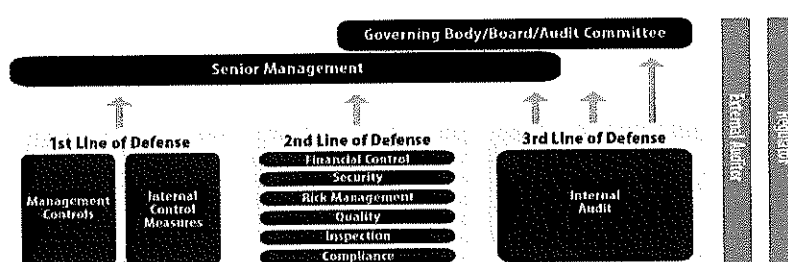 Governing Body/Board/Audit Committee
Senior Management
1st Line of Defense
Management
Controls
Internal
Control
Measures
2nd Line of Defense
Financial Control
Security
Risk Management
Quality
Inspection
Compliance
3rd Line of Defense
Internal
Audit
External Auditor
Regulator